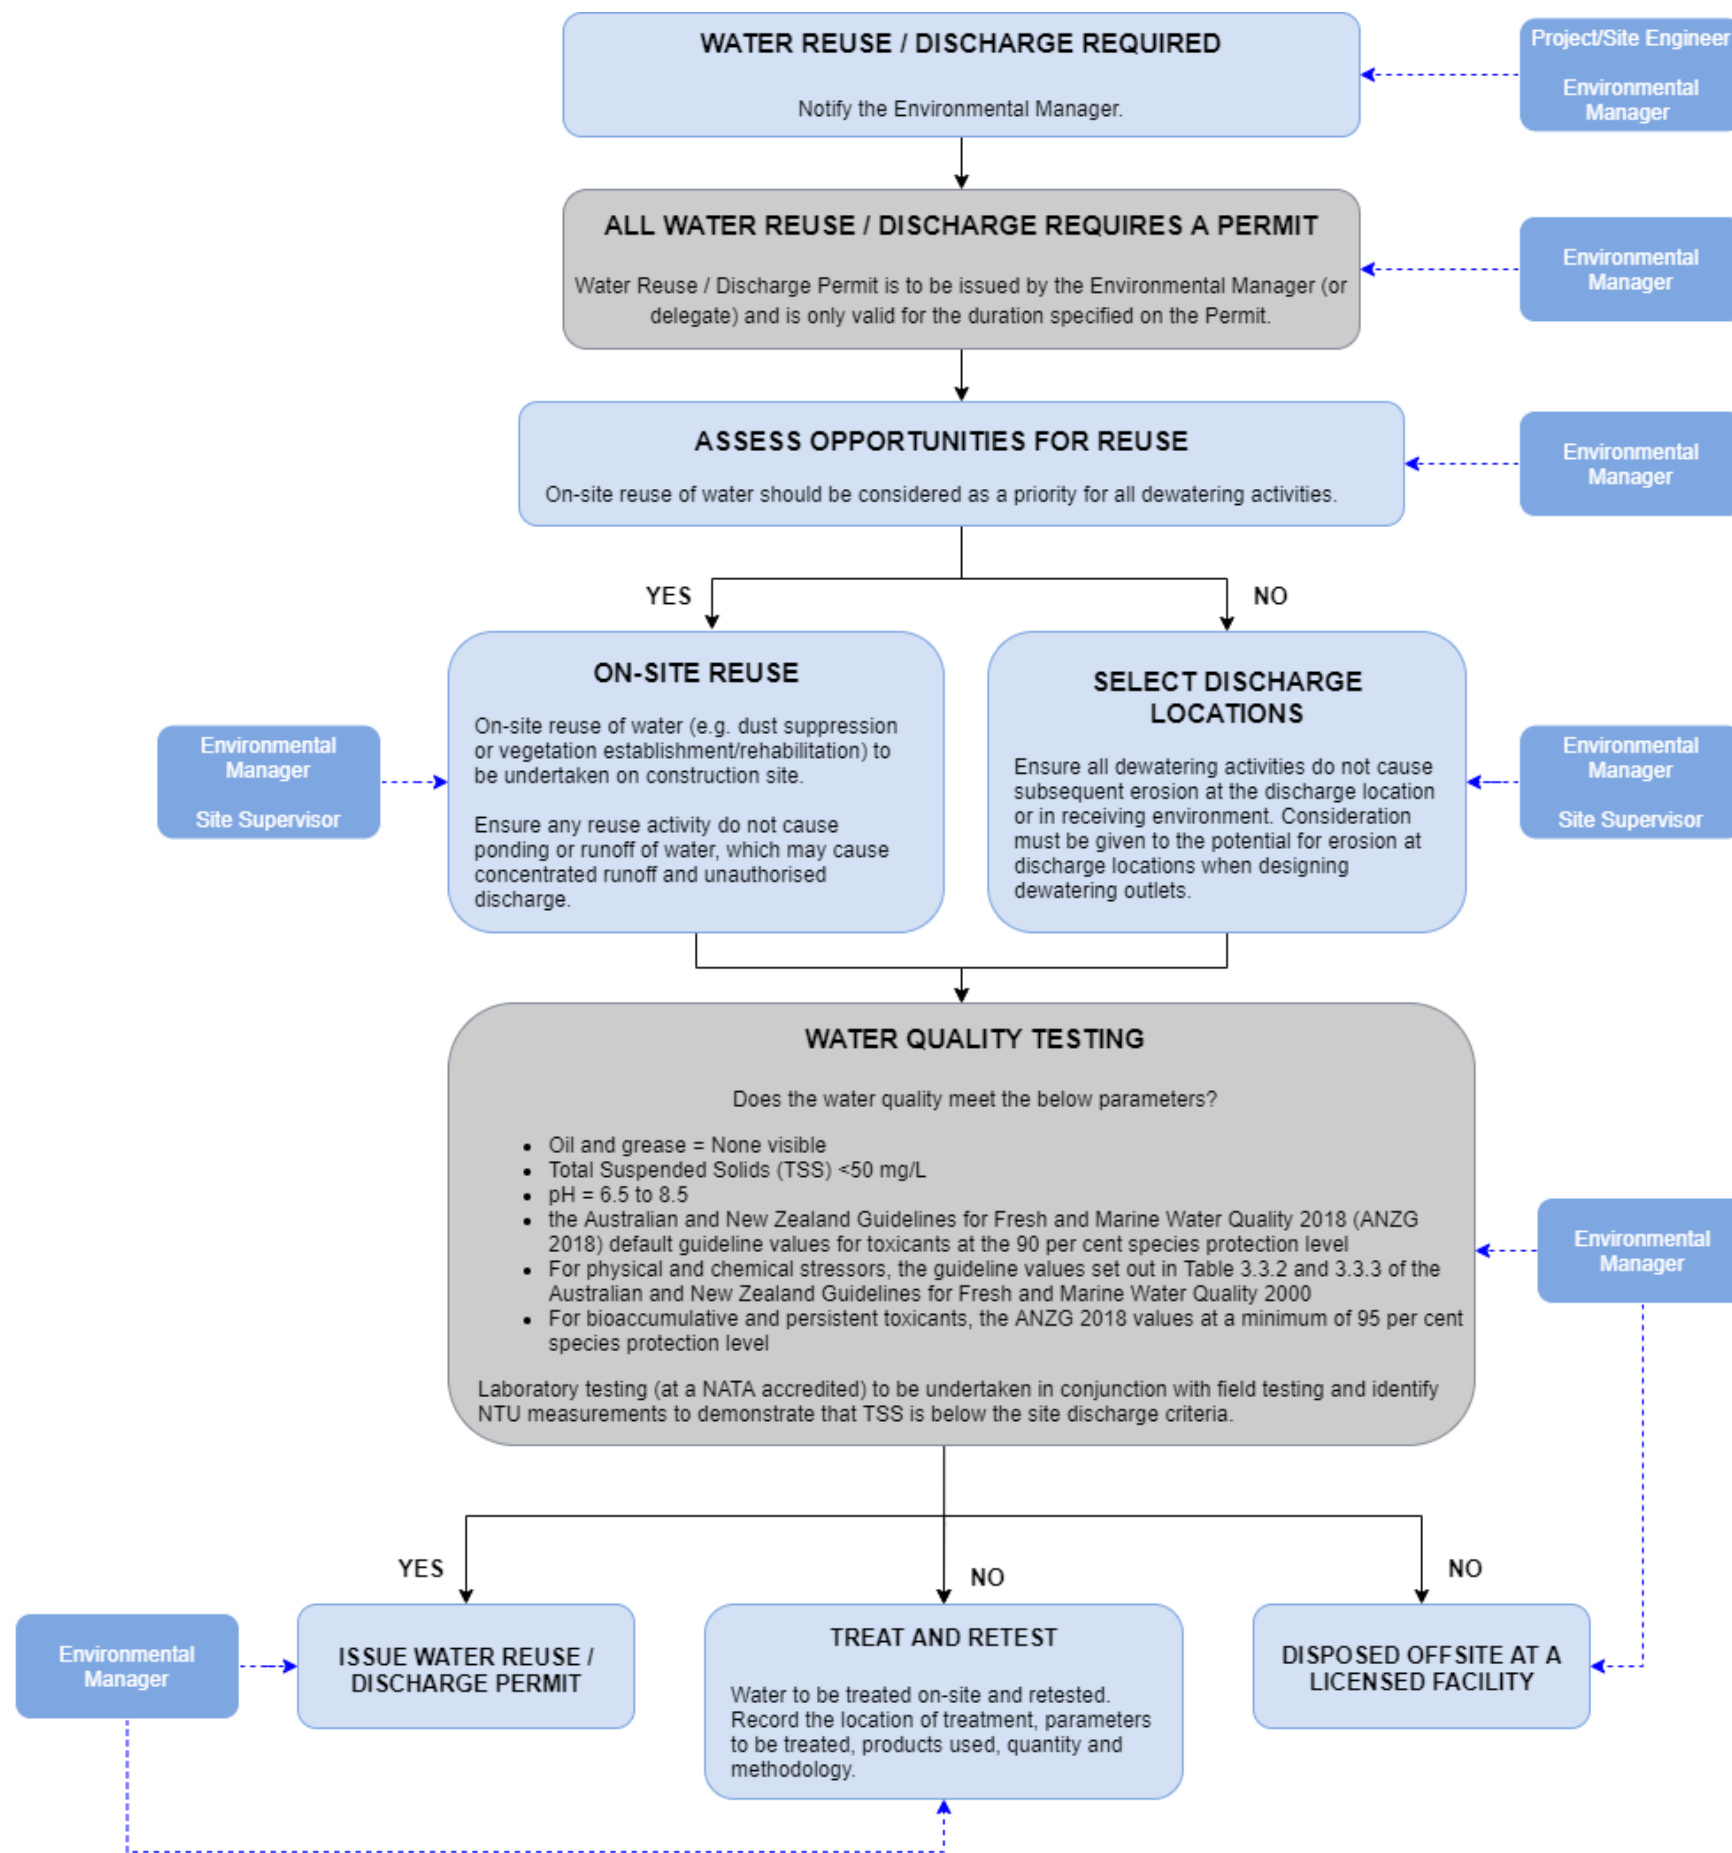 WATER REUSE / DISCHARGE REQUIRED
Notify the Environmental Manager.
Project/Site Engineer
Environmental
Manager
ALL WATER REUSE / DISCHARGE REQUIRES A PERMIT
Water Reuse / Discharge Permit is to be issued by the Environmental Manager (or
delegate) and is only valid for the duration specified on the Permit.
Environmental
Manager
ASSESS OPPORTUNITIES FOR REUSE
On-site reuse of water should be considered as a priority for all dewatering activities.
Environmental
Manager
YES
NO
Environmental
Manager
Site Supervisor
ON-SITE REUSE
On-site reuse of water (e.g. dust suppression
or vegetation establishment/rehabilitation) to
be undertaken on construction site.
Ensure any reuse activity do not cause
ponding or runoff of water, which may cause
concentrated runoff and unauthorised
discharge.
SELECT DISCHARGE
LOCATIONS
Ensure all dewatering activities do not cause
subsequent erosion at the discharge location
or in receiving environment. Consideration
must be given to the potential for erosion at
discharge locations when designing
dewatering outlets.
Environmental
Manager
Site Supervisor
WATER QUALITY TESTING
Does the water quality meet the below parameters?
• Oil and grease = None visible
• Total Suspended Solids (TSS) <50 mg/L
• pH = 6.5 to 8.5
• the Australian and New Zealand Guidelines for Fresh and Marine Water Quality 2018 (ANZG
2018) default guideline values for toxicants at the 90 per cent species protection level
• For physical and chemical stressors, the guideline values set out in Table 3.3.2 and 3.3.3 of the
Australian and New Zealand Guidelines for Fresh and Marine Water Quality 2000
• For bioaccumulative and persistent toxicants, the ANZG 2018 values at a minimum of 95 per cent
species protection level
Laboratory testing (at a NATA accredited) to be undertaken in conjunction with field testing and identify
NTU measurements to demonstrate that TSS is below the site discharge criteria.
Environmental
Manager
YES
NO
NO
Environmental
Manager
ISSUE WATER REUSE /
DISCHARGE PERMIT
TREAT AND RETEST
Water to be treated on-site and retested.
Record the location of treatment, parameters
to be treated, products used, quantity and
methodology.
DISPOSED OFFSITE AT A
LICENSED FACILITY